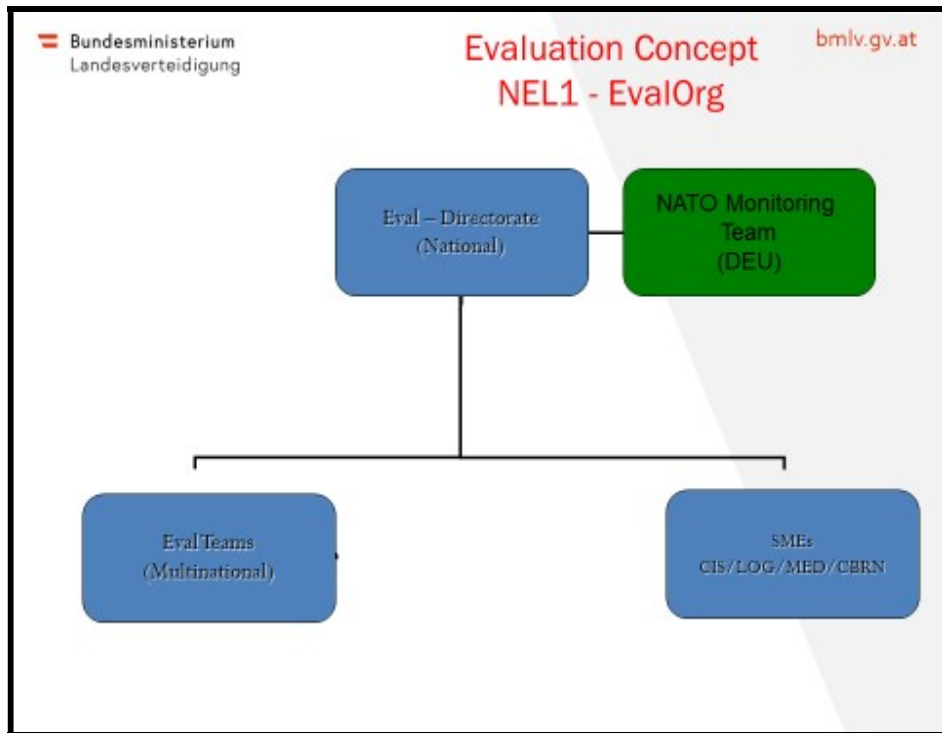 Bundesministerium
Landesverteidigung
Evaluation Concept
NEL1 - EvalOrg
bmlv.gv.at
Eval – Directorate
(National)
NATO Monitoring
Team
(DEU)
Eval Teams
(Multinational)
SMEs
CIS/LOG/MED/CBRN